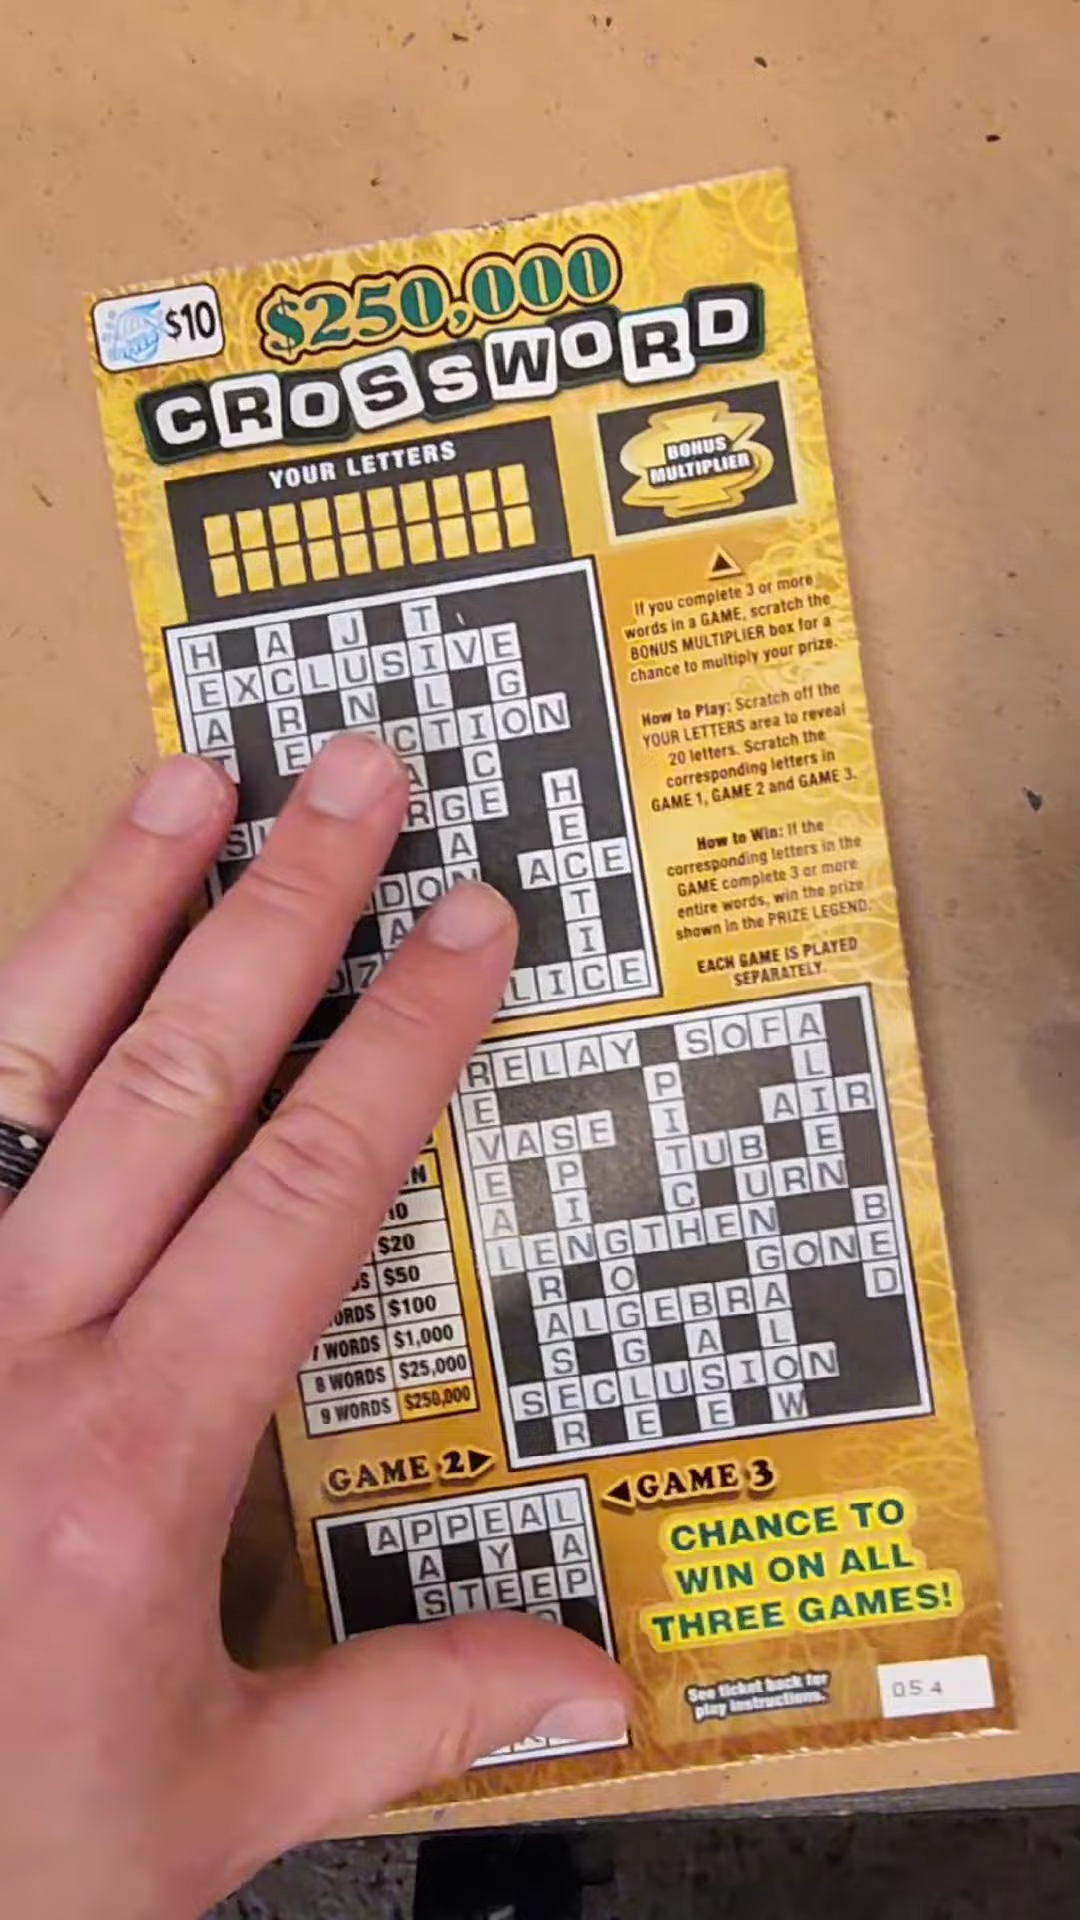 $10
$250,000
CROSSWORD
YOUR LETTERS
BONUS
MULTIPLIER
If you complete 3 or more
words in a GAME, scratch the
BONUS MULTIPLIER box for a
chance to multiply your prize.
How to Play: Scratch off the
YOUR LETTERS area to reveal
20 letters. Scratch the
corresponding letters in
GAME 1, GAME 2 and GAME 3.
How to Win: If the
corresponding letters in the
GAME complete 3 or more
entire words, win the prize
shown in the PRIZE LEGEND.
EACH GAME IS PLAYED
SEPARATELY.
H A J T
EXCLUSIVE
A R N L G
T E CTION
A C
RGE H
A E
DON ACE
A T
I
LICE
RELAY SOFA
E P L
VASE I AIR
E P TUB E
A I C URN
LENGTHEN B
R O GONE
ALGEBRA D
S G A L
SECLUSION
R E E W
$20
$50
$100
7 WORDS $1,000
8 WORDS $25,000
9 WORDS $250,000
GAME 2
GAME 3
APPEAL
A Y A
STEEP
CHANCE TO
WIN ON ALL
THREE GAMES!
See ticket back for
play instructions.
054